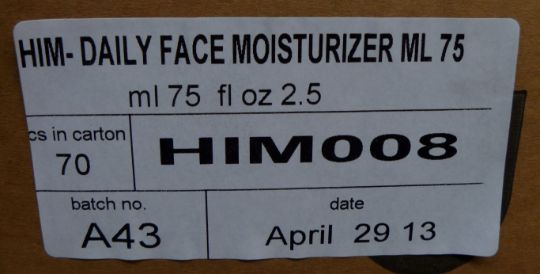 HIM- DAILY FACE MOISTURIZER ML 75
ml 75 fl oz 2.5
cs in carton
70
HIM008
batch no.
A43
date
April 29 13